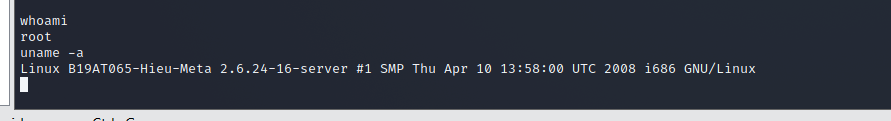 whoami
root
uname -a
Linux B19AT065-Hieu-Meta 2.6.24-16-server #1 SMP Thu Apr 10 13:58:00 UTC 2008 i686 GNU/Linux